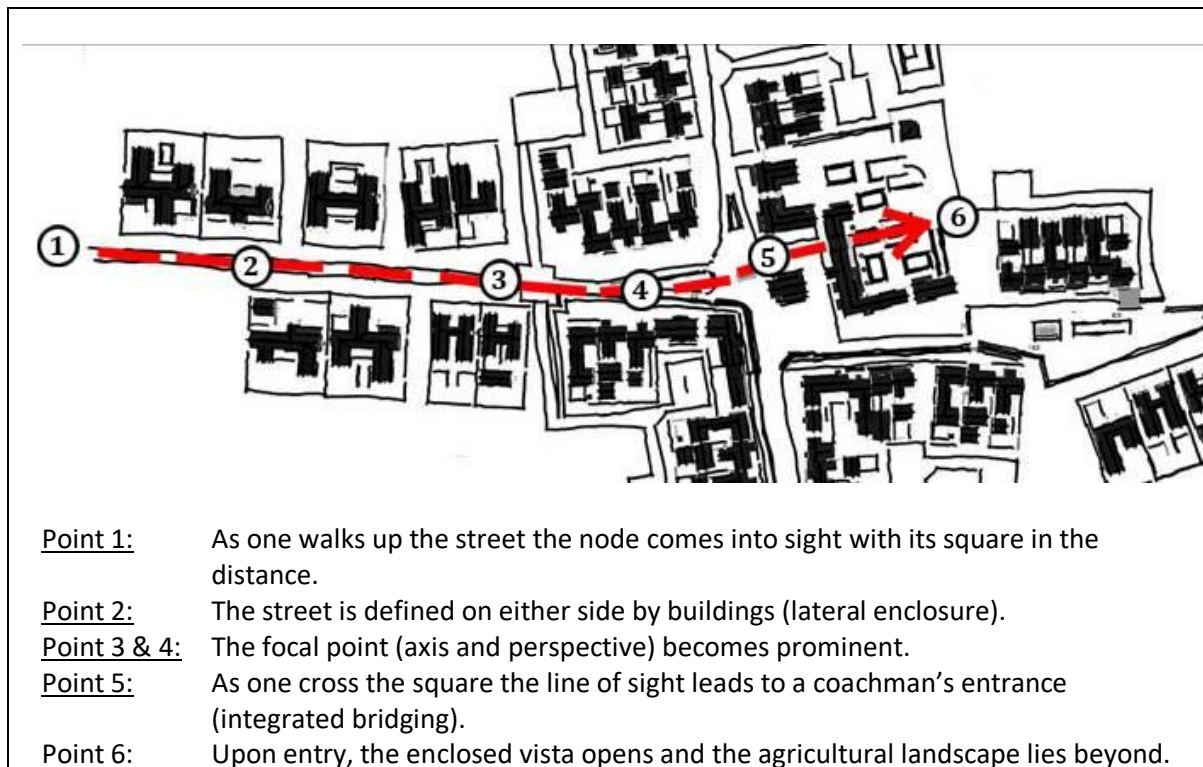 1
2
3
4
5
6
Point 1: As one walks up the street the node comes into sight with its square in the
distance.
Point 2: The street is defined on either side by buildings (lateral enclosure).
Point 3 & 4: The focal point (axis and perspective) becomes prominent.
Point 5: As one cross the square the line of sight leads to a coachman’s entrance
(integrated bridging).
Point 6: Upon entry, the enclosed vista opens and the agricultural landscape lies beyond.